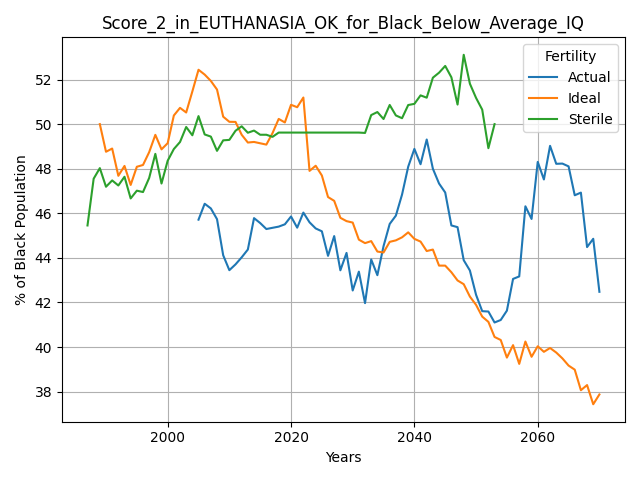 Score_2_in_EUTHANASIA_OK_for_Black_Below_Average_IQ
Fertility
Actual
Ideal
Sterile
% of Black Population
52
50
48
46
44
42
40
38
2000 2020 2040 2060
Years